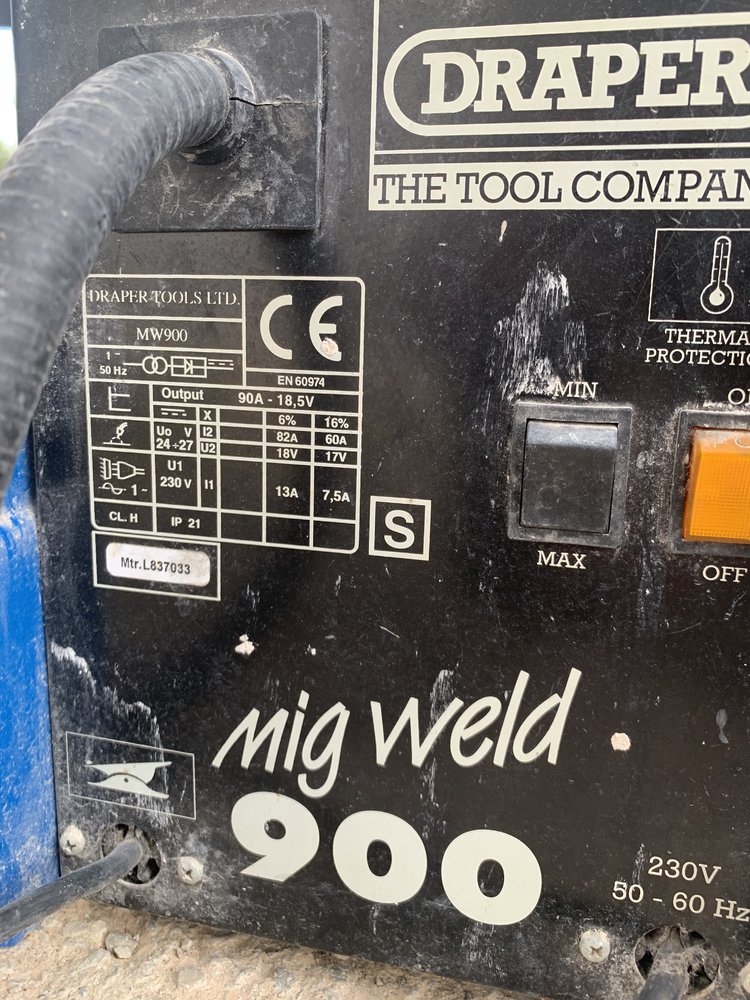 DRAPER
THE TOOL COMPAN
DRAPER TOOLS LTD.
MW900
CE
1~
50 Hz
EN 60974
Output 90A - 18,5V
X 6% 16%
Uo V I2 82A 60A
24÷27 U2 18V 17V
U1
230 V I1 13A 7,5A
1~
CL. H IP 21
S
Mtr.L837033
THERMA
PROTECTIO
MIN
MAX
O
OFF
Mig Weld
900
230V
50 - 60 Hz